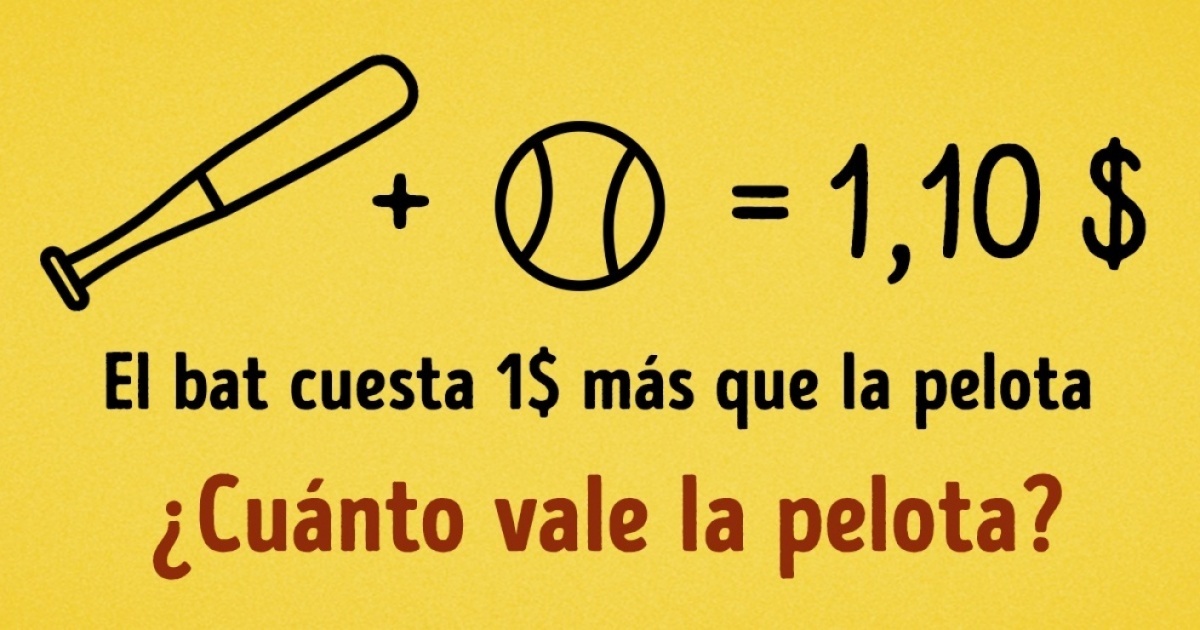 + = 1,10 $
El bat cuesta 1$ más que la pelota
¿Cuánto vale la pelota?